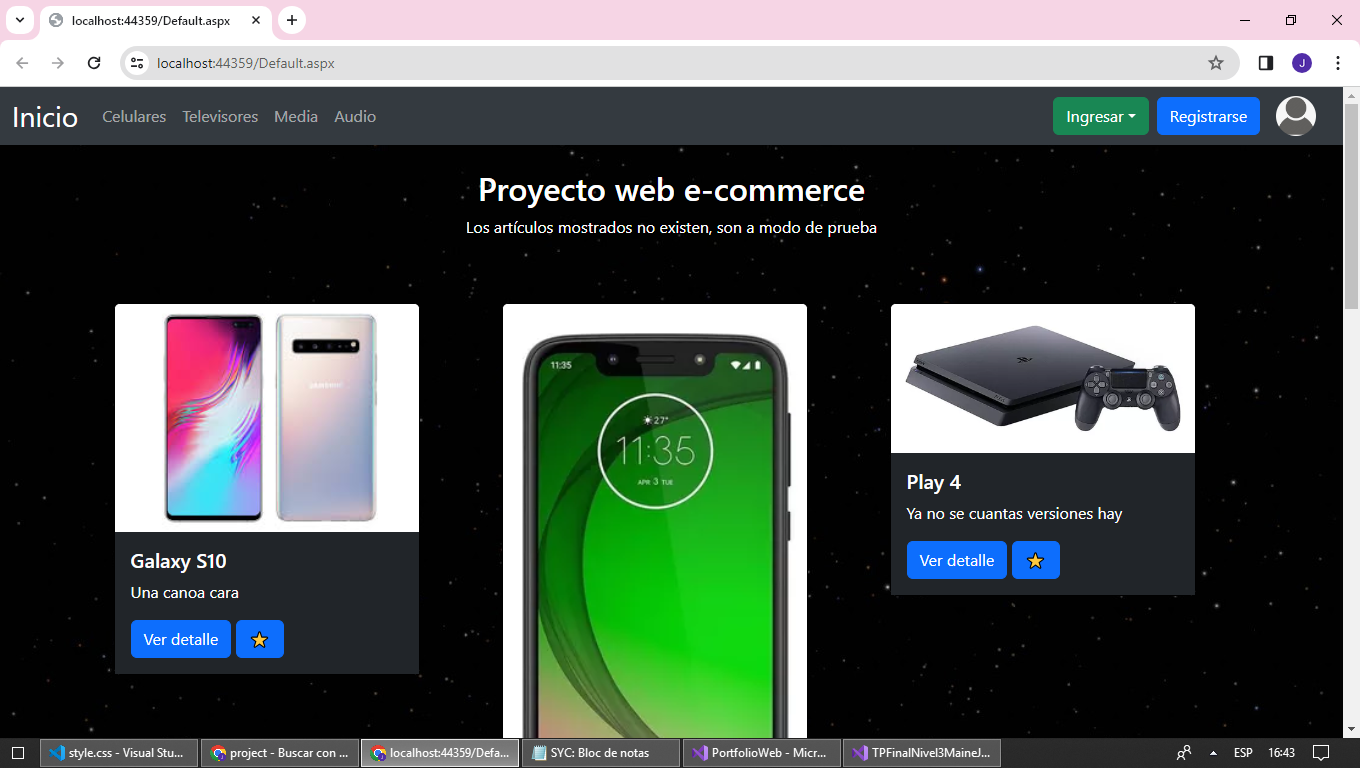 localhost:44359/Default.aspx
localhost:44359/Default.aspx
J
Inicio
Celulares
Televisores
Media
Audio
Ingresar
Registrarse
Proyecto web e-commerce
Los artículos mostrados no existen, son a modo de prueba
SAMSUNG
11:35
27°
11:35
APR 3 TUE
Galaxy S10
Una canoa cara
Ver detalle
Play 4
Ya no se cuantas versiones hay
Ver detalle
style.css - Visual Stu...
project - Buscar con ...
localhost:44359/Defa...
SYC: Bloc de notas
PortfolioWeb - Micr...
TPFinalNivel3MaineJ...
ESP
16:43